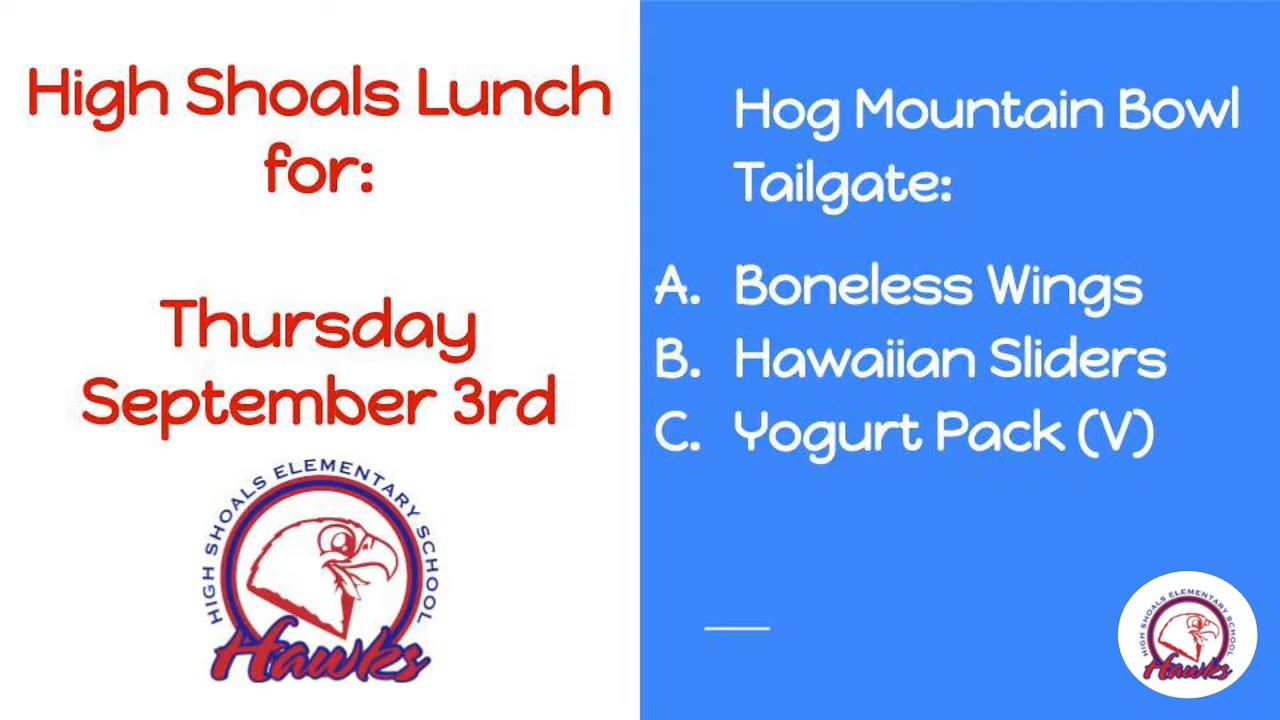 High Shoals Lunch
for:
Thursday
September 3rd
HIGH SHOALS ELEMENTARY SCHOOL
Hawks
Hog Mountain Bowl
Tailgate:
A. Boneless Wings
B. Hawaiian Sliders
C. Yogurt Pack (V)
HIGH SHOALS ELEMENTARY SCHOOL
Hawks